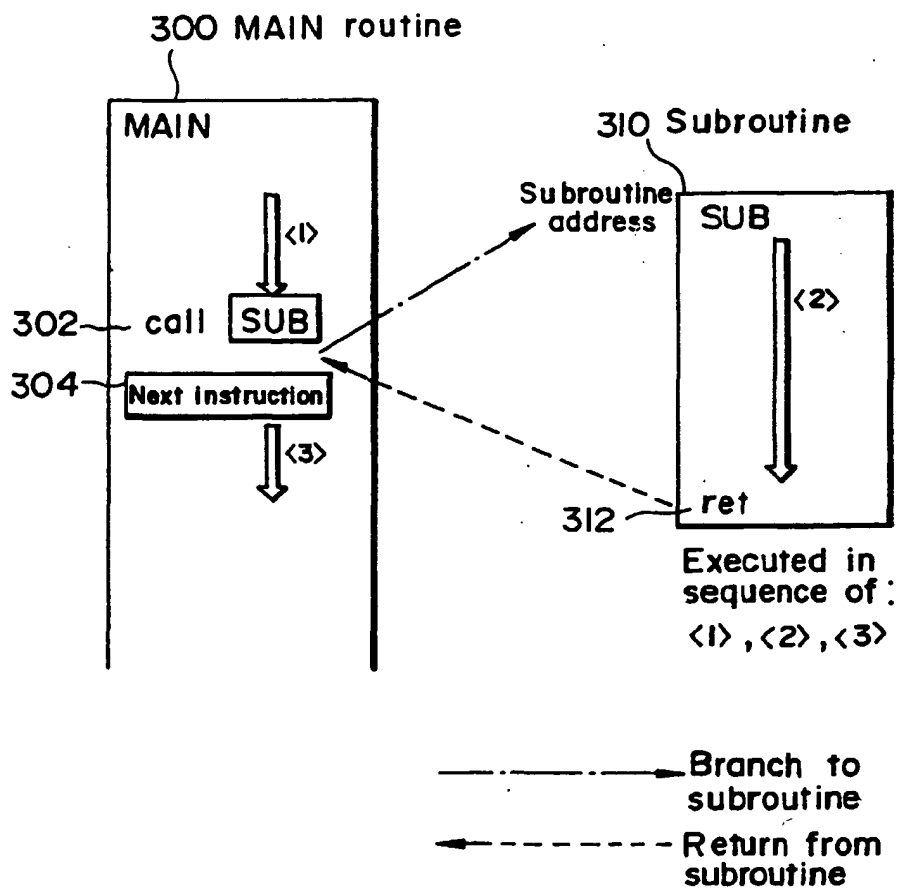 300 MAIN routine
MAIN
310 Subroutine
Subroutine
address
SUB
<1>
<2>
302 call SUB
304 Next instruction
<3>
312 ret
Executed in
sequence of :
<1>, <2>, <3>
Branch to
subroutine
Return from
subroutine